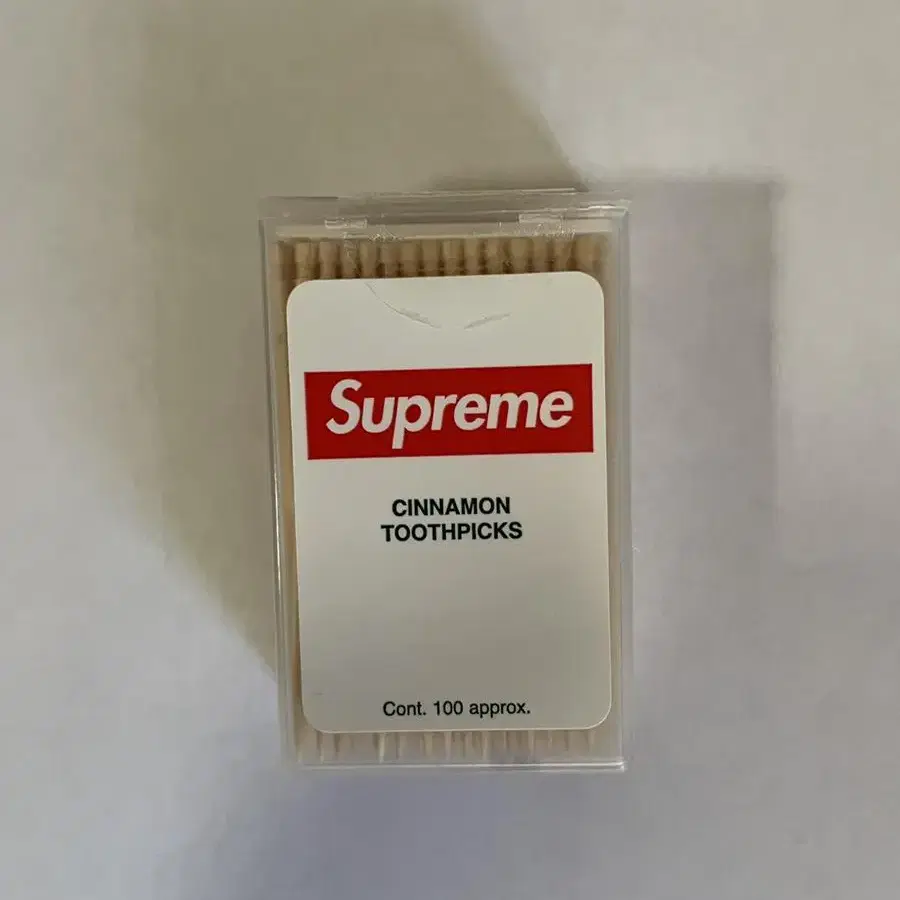 Supreme
CINNAMON
TOOTHPICKS
Cont. 100 approx.